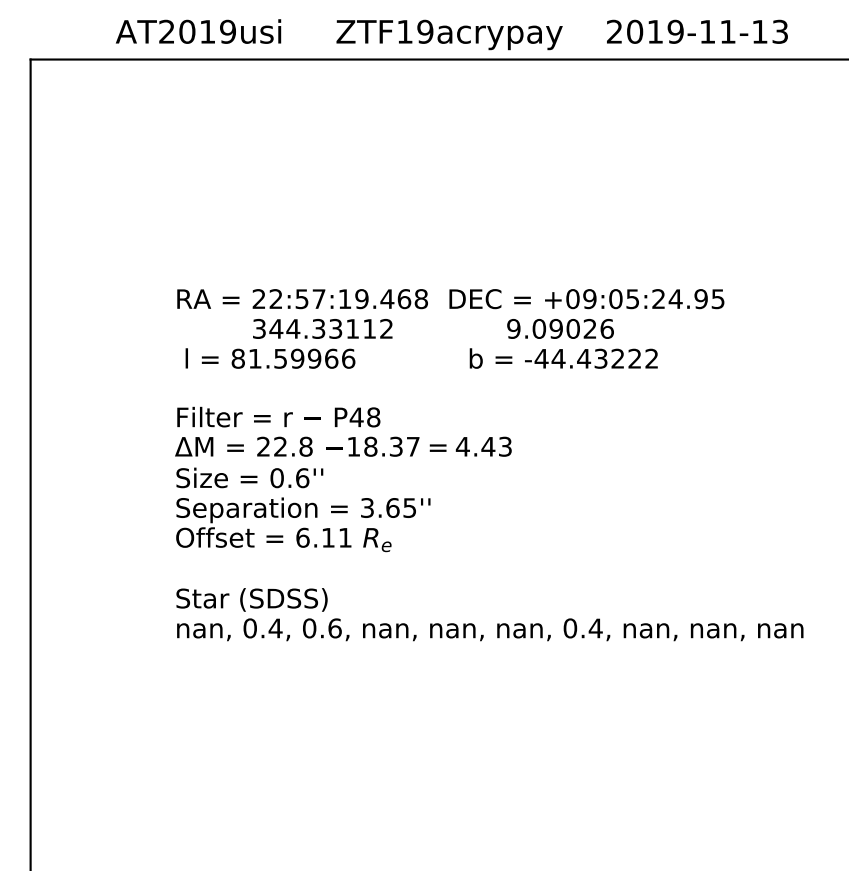 AT2019usi ZTF19acrypay 2019-11-13
RA = 22:57:19.468 DEC = +09:05:24.95
344.33112 9.09026
l = 81.59966 b = -44.43222
Filter = r − P48
ΔM = 22.8 −18.37 = 4.43
Size = 0.6''
Separation = 3.65''
Offset = 6.11 Re
Star (SDSS)
nan, 0.4, 0.6, nan, nan, nan, 0.4, nan, nan, nan